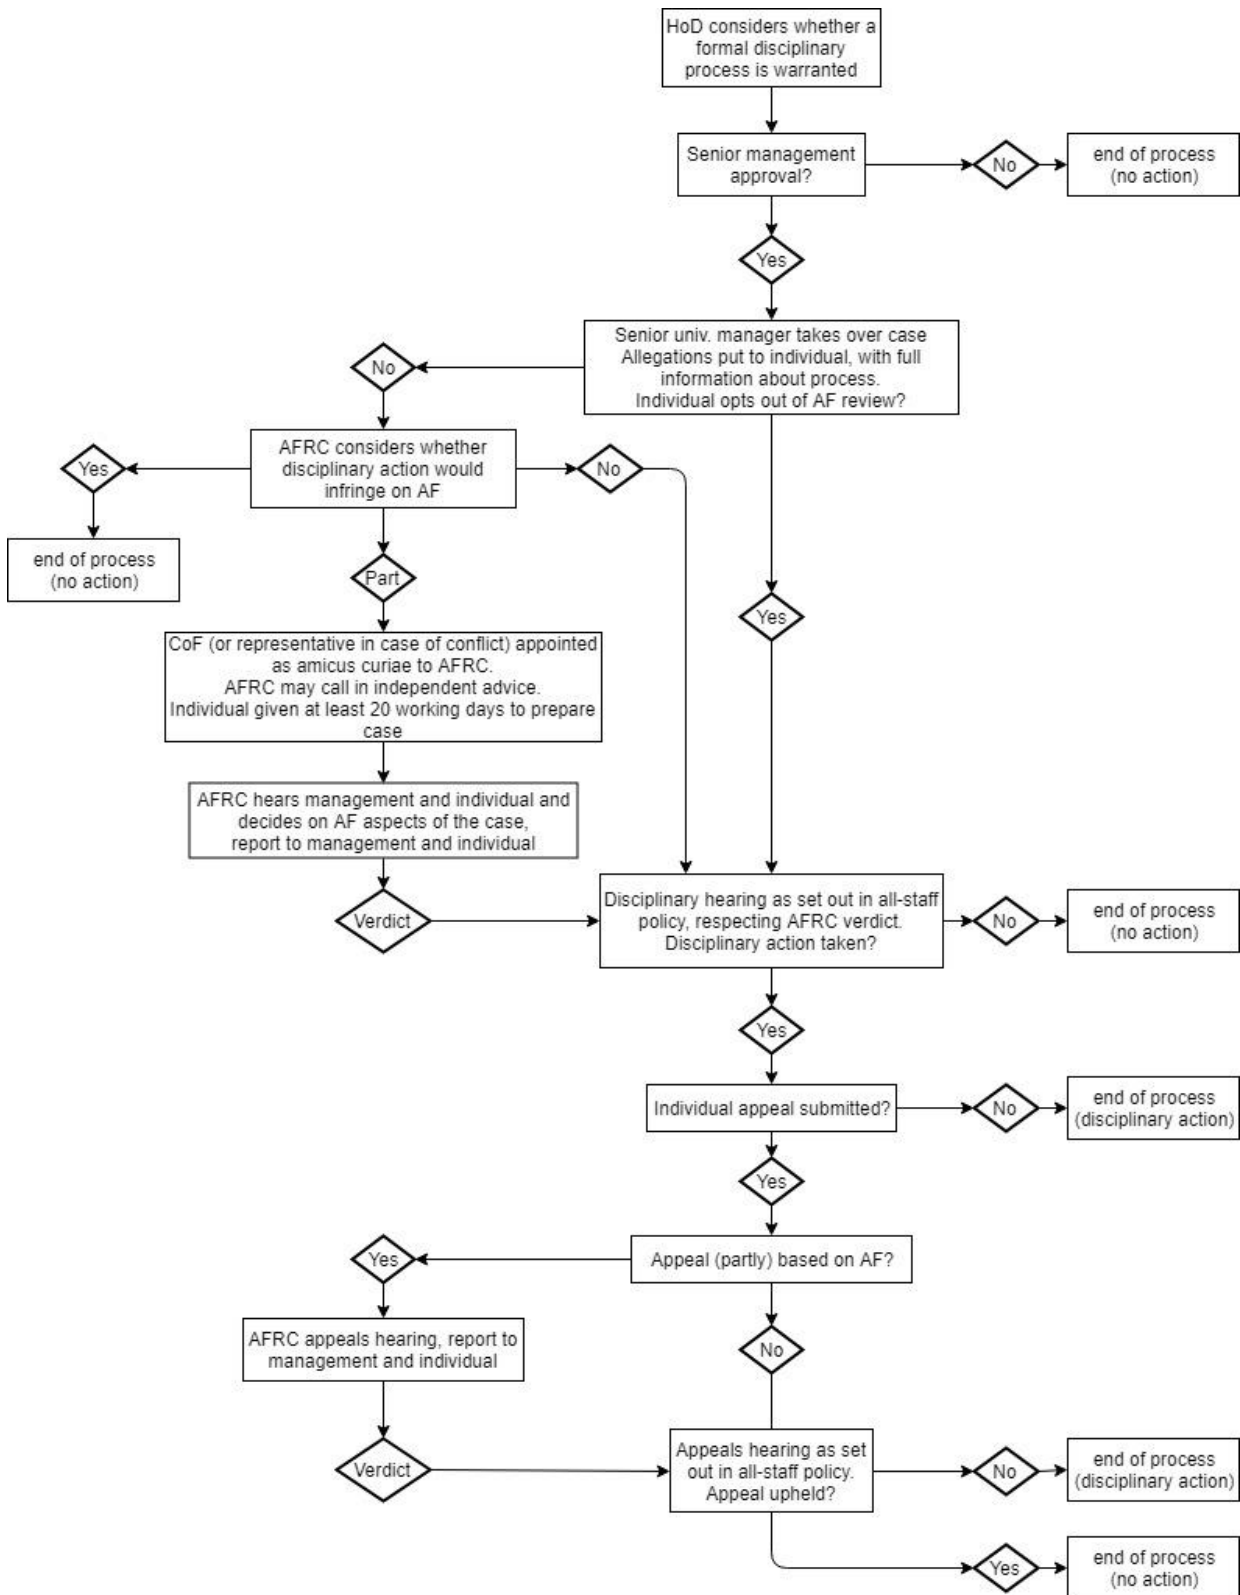 HoD considers whether a
formal disciplinary
process is warranted
Senior management
approval?
No
end of process
(no action)
Yes
Senior univ. manager takes over case
Allegations put to individual, with full
information about process.
Individual opts out of AF review?
No
AFRC considers whether
disciplinary action would
infringe on AF
Yes
No
end of process
(no action)
Part
Yes
CoF (or representative in case of conflict) appointed
as amicus curiae to AFRC.
AFRC may call in independent advice.
Individual given at least 20 working days to prepare
case
AFRC hears management and individual and
decides on AF aspects of the case,
report to management and individual
Verdict
Disciplinary hearing as set out in all-staff
policy, respecting AFRC verdict.
Disciplinary action taken?
No
end of process
(no action)
Yes
Individual appeal submitted?
No
end of process
(disciplinary action)
Yes
Appeal (partly) based on AF?
Yes
AFRC appeals hearing, report to
management and individual
No
Verdict
Appeals hearing as set
out in all-staff policy.
Appeal upheld?
No
end of process
(disciplinary action)
Yes
end of process
(no action)